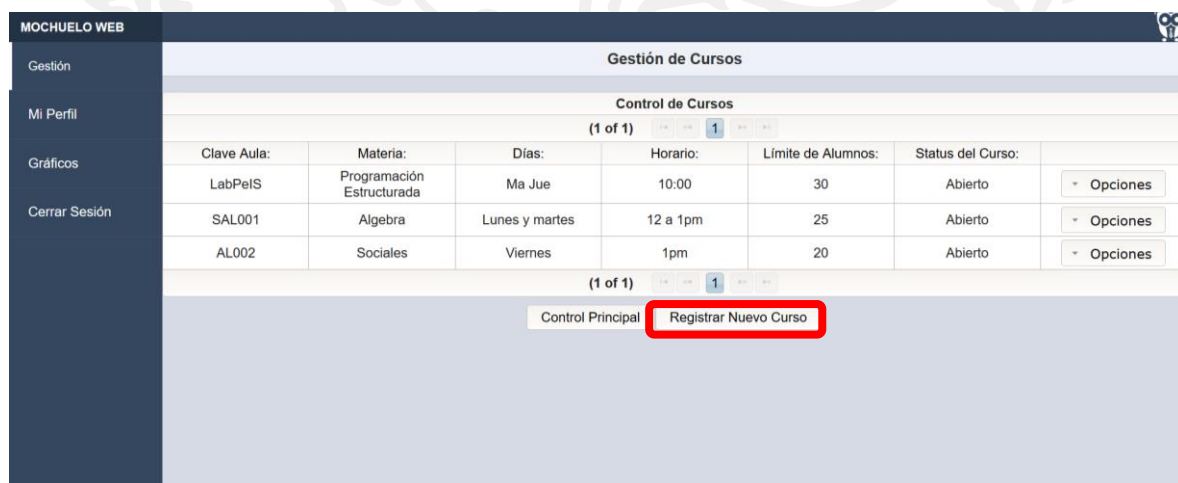 MOCHUELO WEB
Gestión
Mi Perfil
Gráficos
Cerrar Sesión
Gestión de Cursos
Control de Cursos
(1 of 1) 1
Clave Aula: Materia: Días: Horario: Límite de Alumnos: Status del Curso:
LabPeIS Programación Estructurada Ma Jue 10:00 30 Abierto Opciones
SAL001 Algebra Lunes y martes 12 a 1pm 25 Abierto Opciones
AL002 Sociales Viernes 1pm 20 Abierto Opciones
(1 of 1) 1
Control Principal Registrar Nuevo Curso